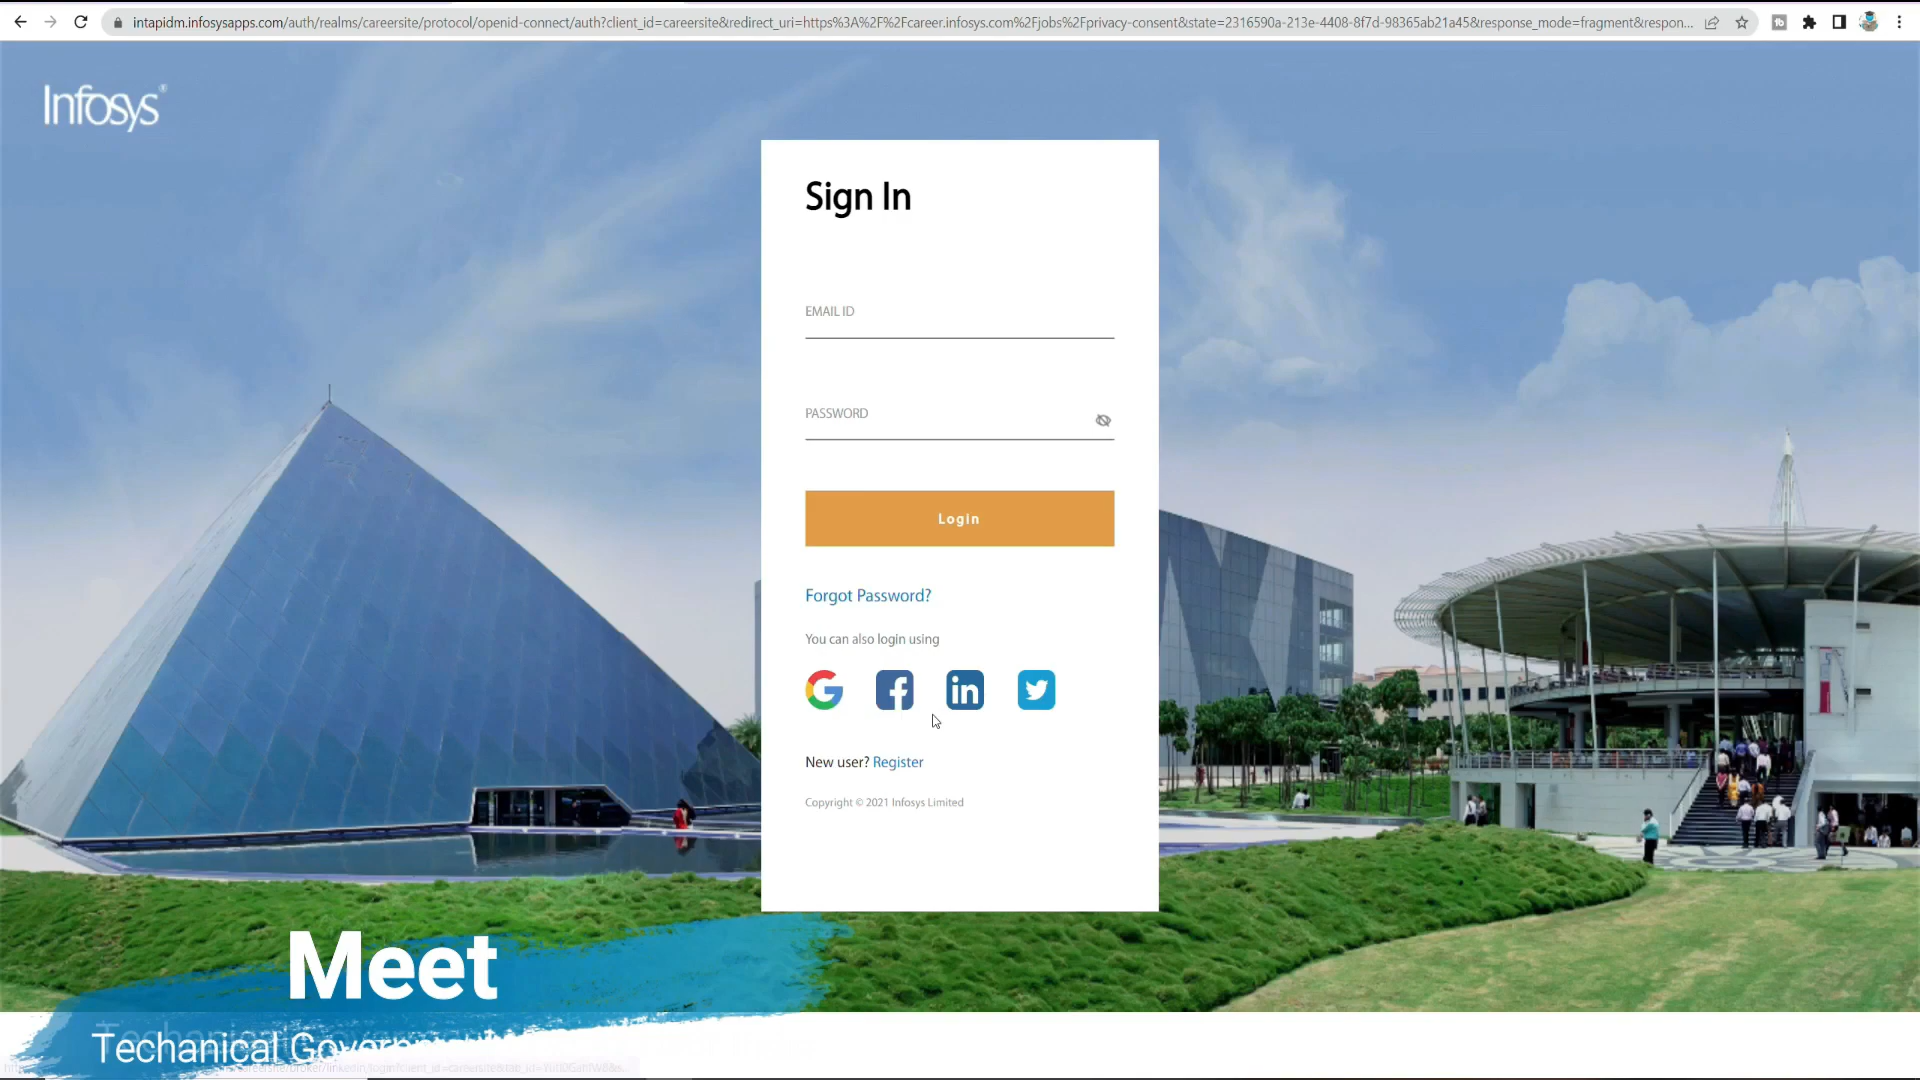 intapidm.infosysapps.com/auth/realms/careersite/protocol/openid-connect/auth?client_id=careersite&redirect_uri=https%3A%2F%2Fcareer.infosys.com%2Fjobs%2Fprivacy-consent&state=2316590a-213e-4408-8f7d-98365ab21a45&response_mode=fragment&respon...
Infosys®
Sign In
EMAIL ID
PASSWORD
Login
Forgot Password?
You can also login using
New user? Register
Copyright © 2021 Infosys Limited
Meet
Techanical